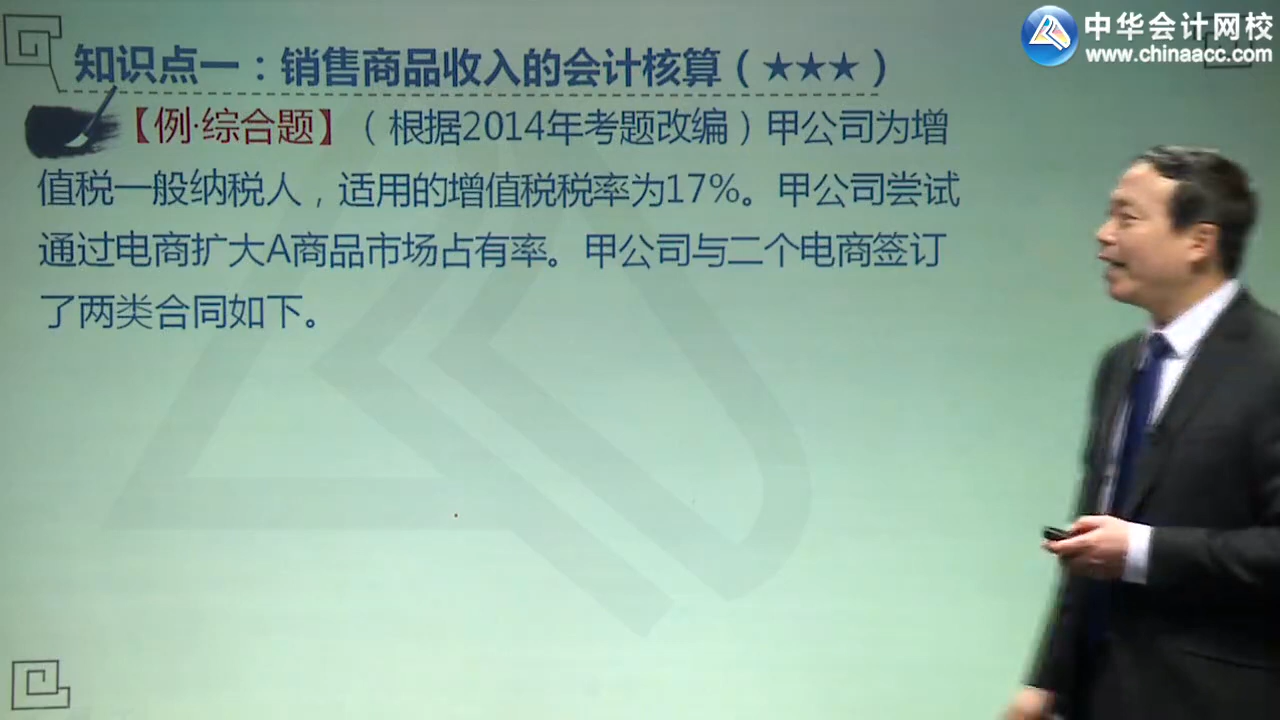 中华会计网校
www.chinaacc.com
知识点一：销售商品收入的会计核算（★★★）
【例·综合题】（根据2014年考题改编）甲公司为增
值税一般纳税人，适用的增值税税率为17%。甲公司尝试
通过电商扩大A商品市场占有率。甲公司与二个电商签订
了两类合同如下。